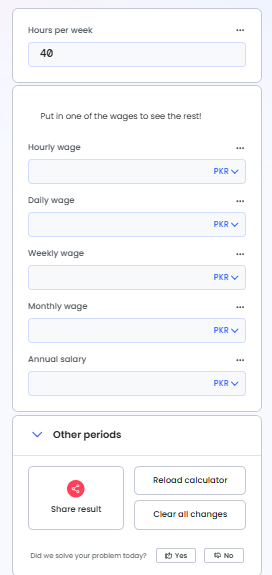 Hours per week
40
Put in one of the wages to see the rest!
Hourly wage
PKR
Daily wage
PKR
Weekly wage
PKR
Monthly wage
PKR
Annual salary
PKR
Other periods
Share result
Reload calculator
Clear all changes
Did we solve your problem today? Yes No